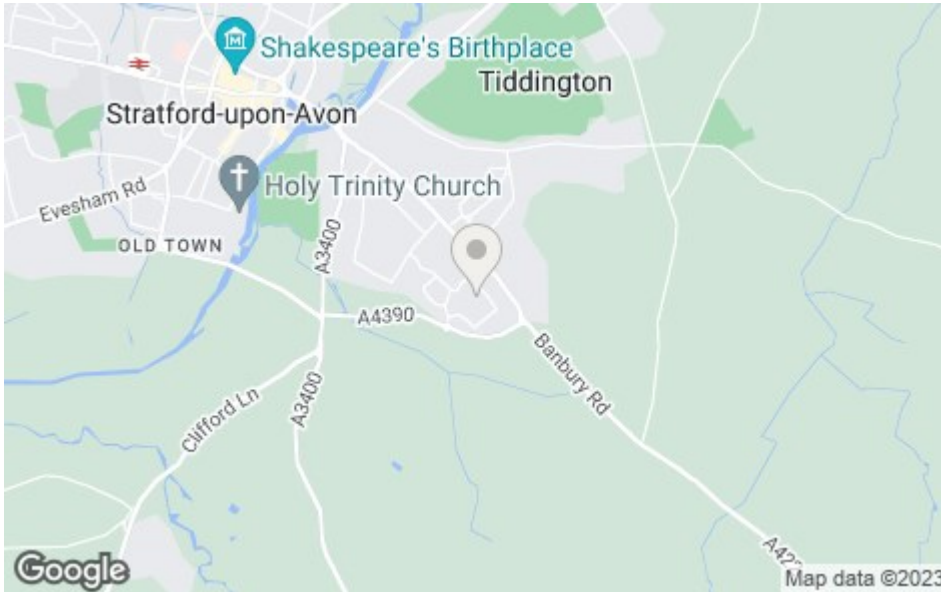 Shakespeare's Birthplace
Tiddington
Stratford-upon-Avon
Holy Trinity Church
Evesham Rd
OLD TOWN
A3400
A4390
Banbury Rd
Clifford Ln
A3400
Google
Map data ©2023